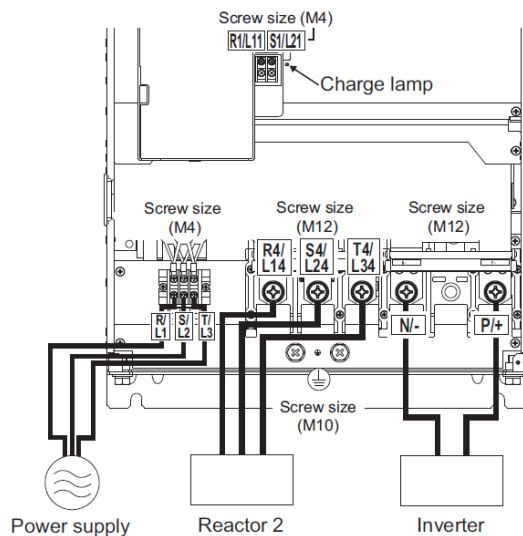 Screw size (M4)
R1/L11 S1/L21
Charge lamp
Screw size
(M4)
Screw size
(M12)
Screw size
(M12)
R4/
L14
S4/
L24
T4/
L34
R/
L1
S/
L2
T/
L3
N/-
P/+
Screw size
(M10)
Power supply
Reactor 2
Inverter